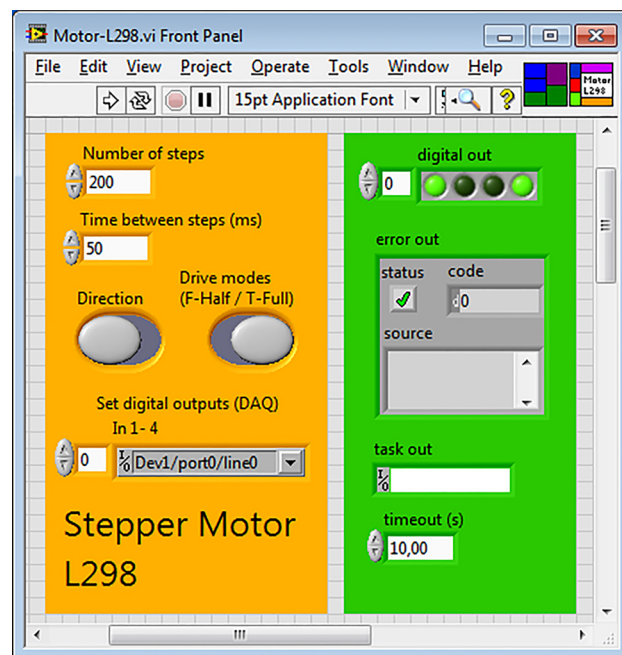 Motor-L298.vi Front Panel
File Edit View Project Operate Tools Window Help
15pt Application Font
Motor
L298
Number of steps
200
Time between steps (ms)
50
Direction
Drive modes
(F-Half / T-Full)
Set digital outputs (DAQ)
In 1- 4
0 I/O Dev1/port0/line0
Stepper Motor
L298
digital out
0
error out
status code
d0
source
task out
I/O
timeout (s)
10,00